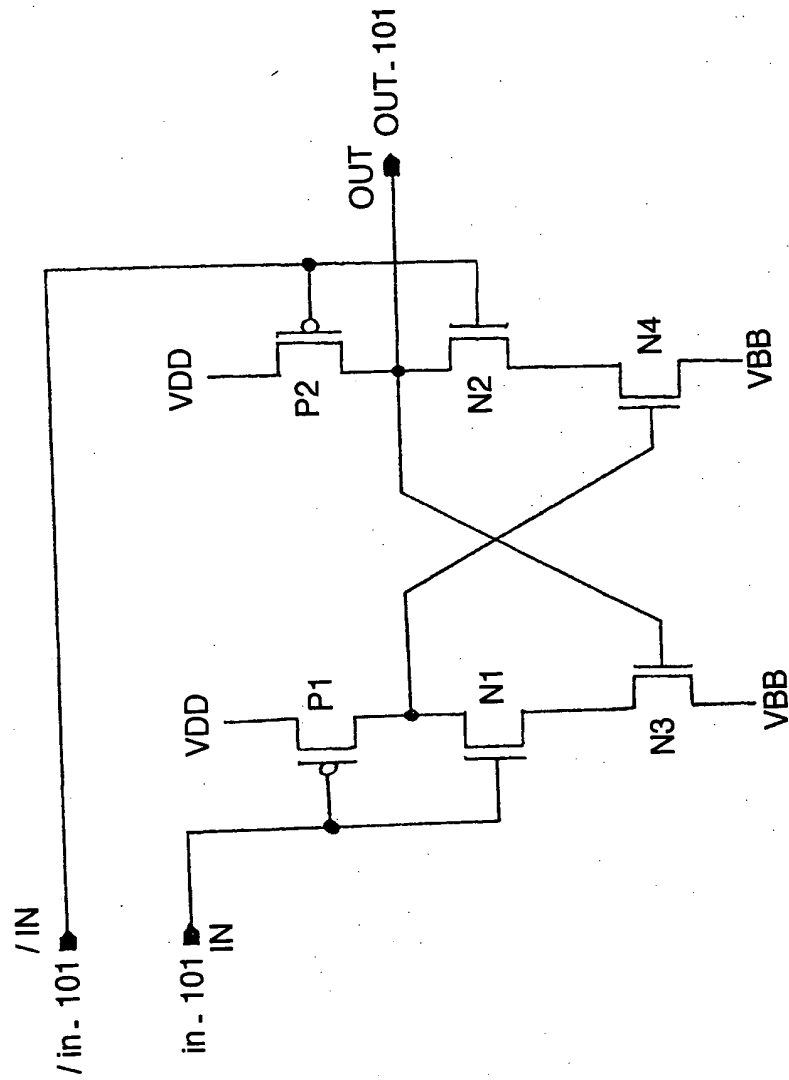 / IN
/ in - 101
in - 101
IN
VDD
P1
N1
N3
VBB
VDD
P2
N2
N4
VBB
OUT
OUT - 101